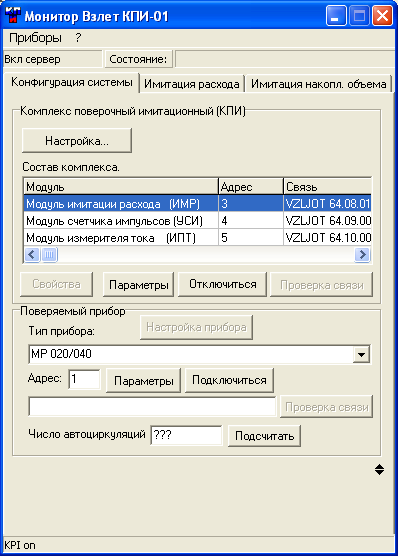 Монитор Взлет КПИ-01
Приборы ?
Вкл сервер Состояние:
Конфигурация системы Имитация расхода Имитация накопл. объема
Комплекс поверочный имитационный (КПИ)
Настройка...
Состав комплекса.
Модуль Адрес Связь
Модуль имитации расхода (ИМР) 3 VZLJOT 64.08.01
Модуль счетчика импульсов (УСИ) 4 VZLJOT 64.09.00
Модуль измерителя тока (ИПТ) 5 VZLJOT 64.10.00
Свойства Параметры Отключиться Проверка связи
Поверяемый прибор
Настройка прибора
Тип прибора:
МР 020/040
Адрес: 1 Параметры Подключиться
Проверка связи
Число автоциркуляций ??? Подсчитать
KPI on